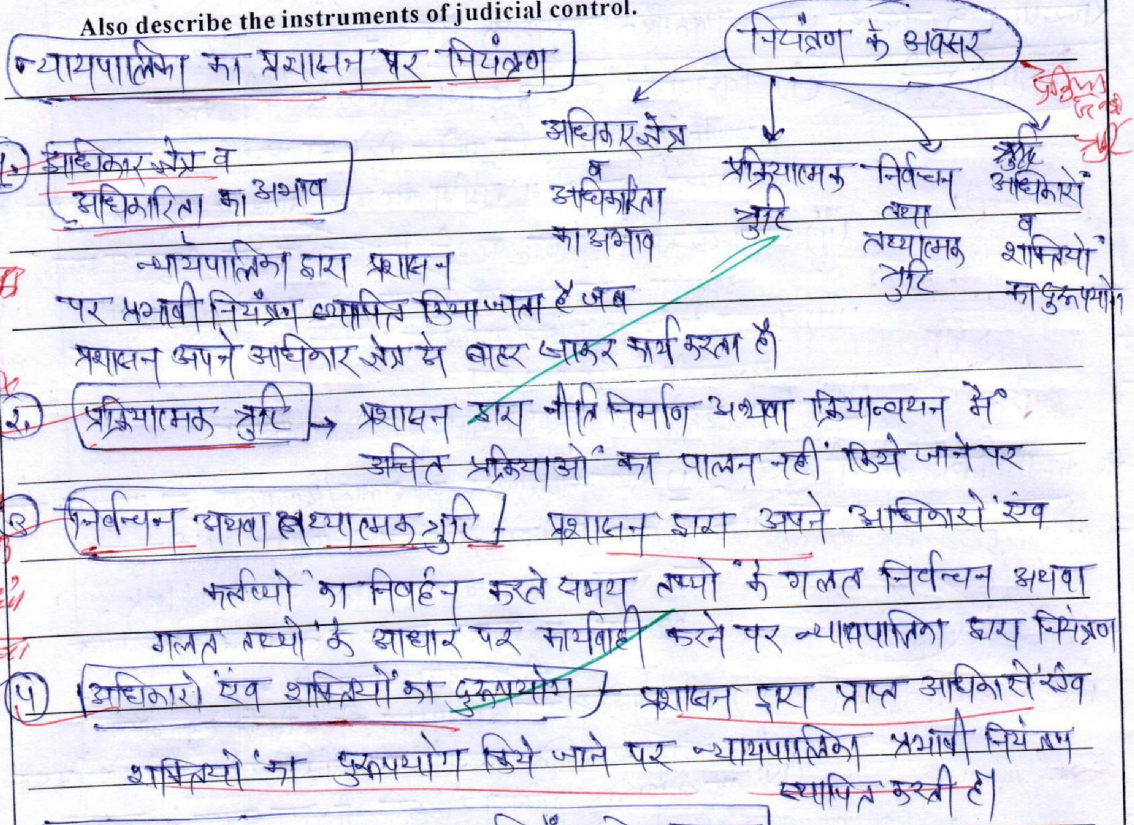 Also describe the instruments of judicial control.
न्यायपालिका का प्रशासन पर नियंत्रण
नियंत्रण के अवसर
अधिकार क्षेत्र
व
अधिकारिता
का अभाव
प्रक्रियात्मक
त्रुटि
निर्वचन
तथा
तथ्यात्मक
त्रुटि
अधिकारों
व
शक्तियों
का दुरूपयोग
1. अधिकार क्षेत्र व
अधिकारिता का अभाव
न्यायपालिका द्वारा प्रशासन
पर प्रभावी नियंत्रण स्थापित किया जाता है जब
प्रशासन अपने अधिकार क्षेत्र से बाहर जाकर कार्य करता है।
2. प्रक्रियात्मक त्रुटि → प्रशासन द्वारा नीति निर्माण अथवा क्रियान्वयन में
उचित प्रक्रियाओं का पालन नहीं किये जाने पर
3 निर्वचन अथवा तथ्यात्मक त्रुटि - प्रशासन द्वारा अपने अधिकारों एंव
कर्तव्यों का निर्वहन करते समय तथ्यों के गलत निर्वचन अथवा
गलत तथ्यों के आधार पर कार्यवाही करने पर न्यायपालिका द्वारा नियंत्रण
4 अधिकारों एंव शक्तियों का दुरूपयोग - प्रशासन द्वारा प्राप्त अधिकारों एंव
शक्तियों का दुरूपयोग किये जाने पर न्यायपालिका प्रभावी नियंत्रण
स्थापित करती है।